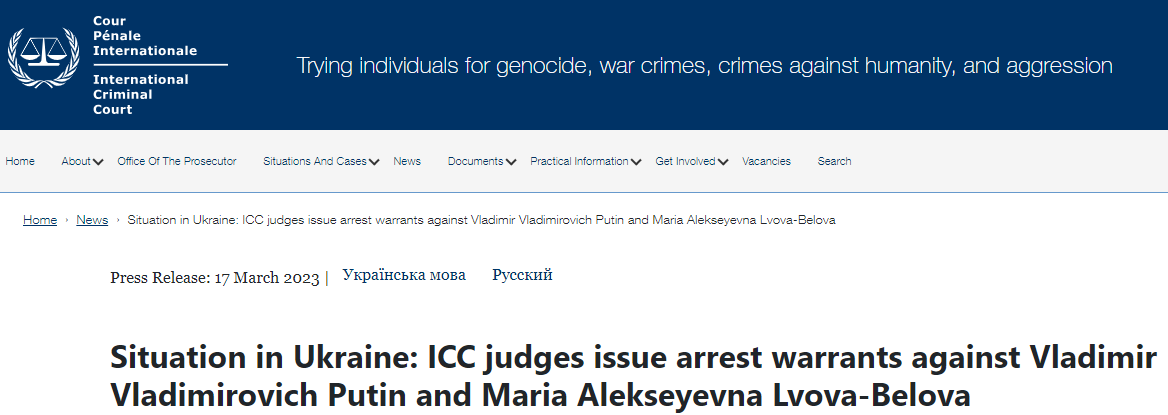 Cour
Pénale
Internationale
International
Criminal
Court
Trying individuals for genocide, war crimes, crimes against humanity, and aggression
Home About Office Of The Prosecutor Situations And Cases News Documents Practical Information Get Involved Vacancies Search
Home › News › Situation in Ukraine: ICC judges issue arrest warrants against Vladimir Vladimirovich Putin and Maria Alekseyevna Lvova-Belova
Press Release: 17 March 2023 | Українська мова Русский
Situation in Ukraine: ICC judges issue arrest warrants against Vladimir
Vladimirovich Putin and Maria Alekseyevna Lvova-Belova